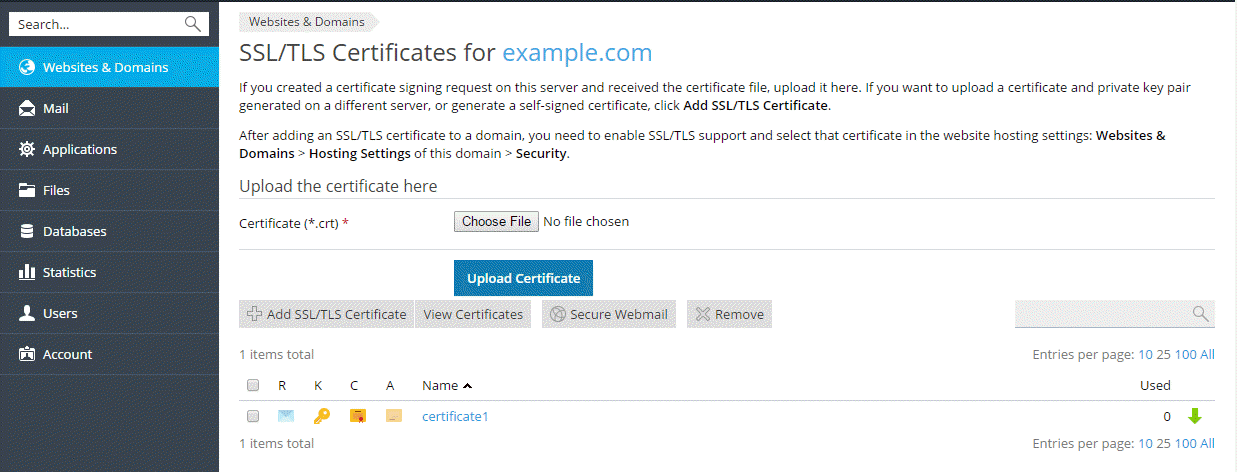 Search...
Websites & Domains
Mail
Applications
Files
Databases
Statistics
Users
Account
Websites & Domains
SSL/TLS Certificates for example.com
If you created a certificate signing request on this server and received the certificate file, upload it here. If you want to upload a certificate and private key pair
generated on a different server, or generate a self-signed certificate, click Add SSL/TLS Certificate.
After adding an SSL/TLS certificate to a domain, you need to enable SSL/TLS support and select that certificate in the website hosting settings: Websites &
Domains > Hosting Settings of this domain > Security.
Upload the certificate here
Certificate (*.crt) * Choose File No file chosen
Upload Certificate
Add SSL/TLS Certificate View Certificates Secure Webmail Remove
1 items total Entries per page: 10 25 100 All
R K C A Name Used
certificate1 0
1 items total Entries per page: 10 25 100 All